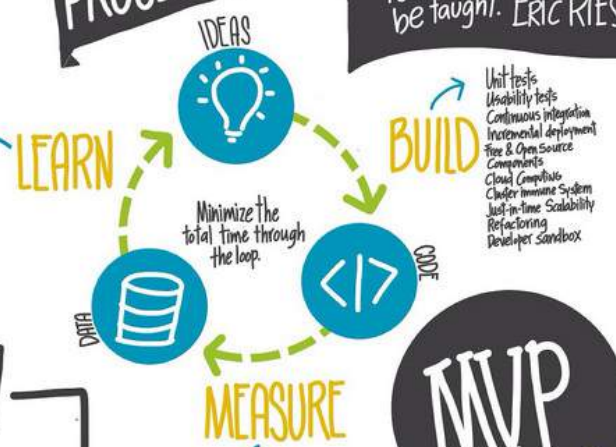 be taught. ERIC RIES
IDEAS
LEARN
BUILD
Unit tests
Usability tests
Continuous integration
Incremental deployment
Free & Open Source
Components
Cloud Computing
Cluster immune System
Just-in-time Scalability
Refactoring
Developer sandbox
Minimize the
total time through
the loop.
CODE
DATA
MEASURE
MVP